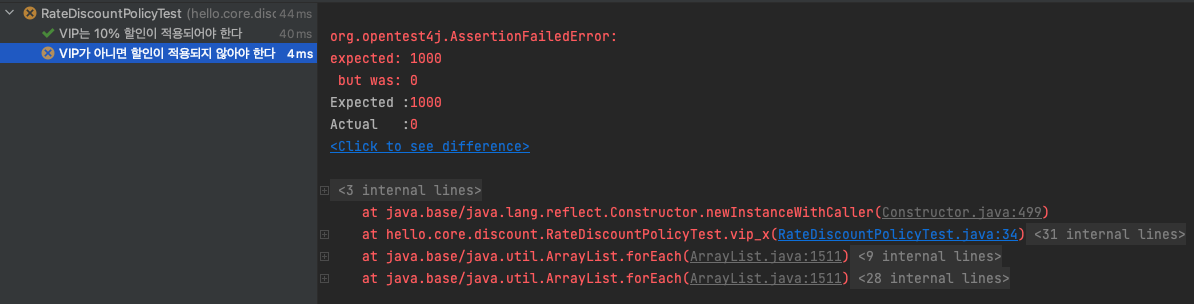 RateDiscountPolicyTest (hello.core.disc 44 ms
VIP는 10% 할인이 적용되어야 한다 40 ms
VIP가 아니면 할인이 적용되지 않아야 한다 4 ms
org.opentest4j.AssertionFailedError:
expected: 1000
but was: 0
Expected :1000
Actual   :0
<Click to see difference>
<3 internal lines>
at java.base/java.lang.reflect.Constructor.newInstanceWithCaller(Constructor.java:499)
at hello.core.discount.RateDiscountPolicyTest.vip_x(RateDiscountPolicyTest.java:34) <31 internal lines>
at java.base/java.util.ArrayList.forEach(ArrayList.java:1511) <9 internal lines>
at java.base/java.util.ArrayList.forEach(ArrayList.java:1511) <28 internal lines>